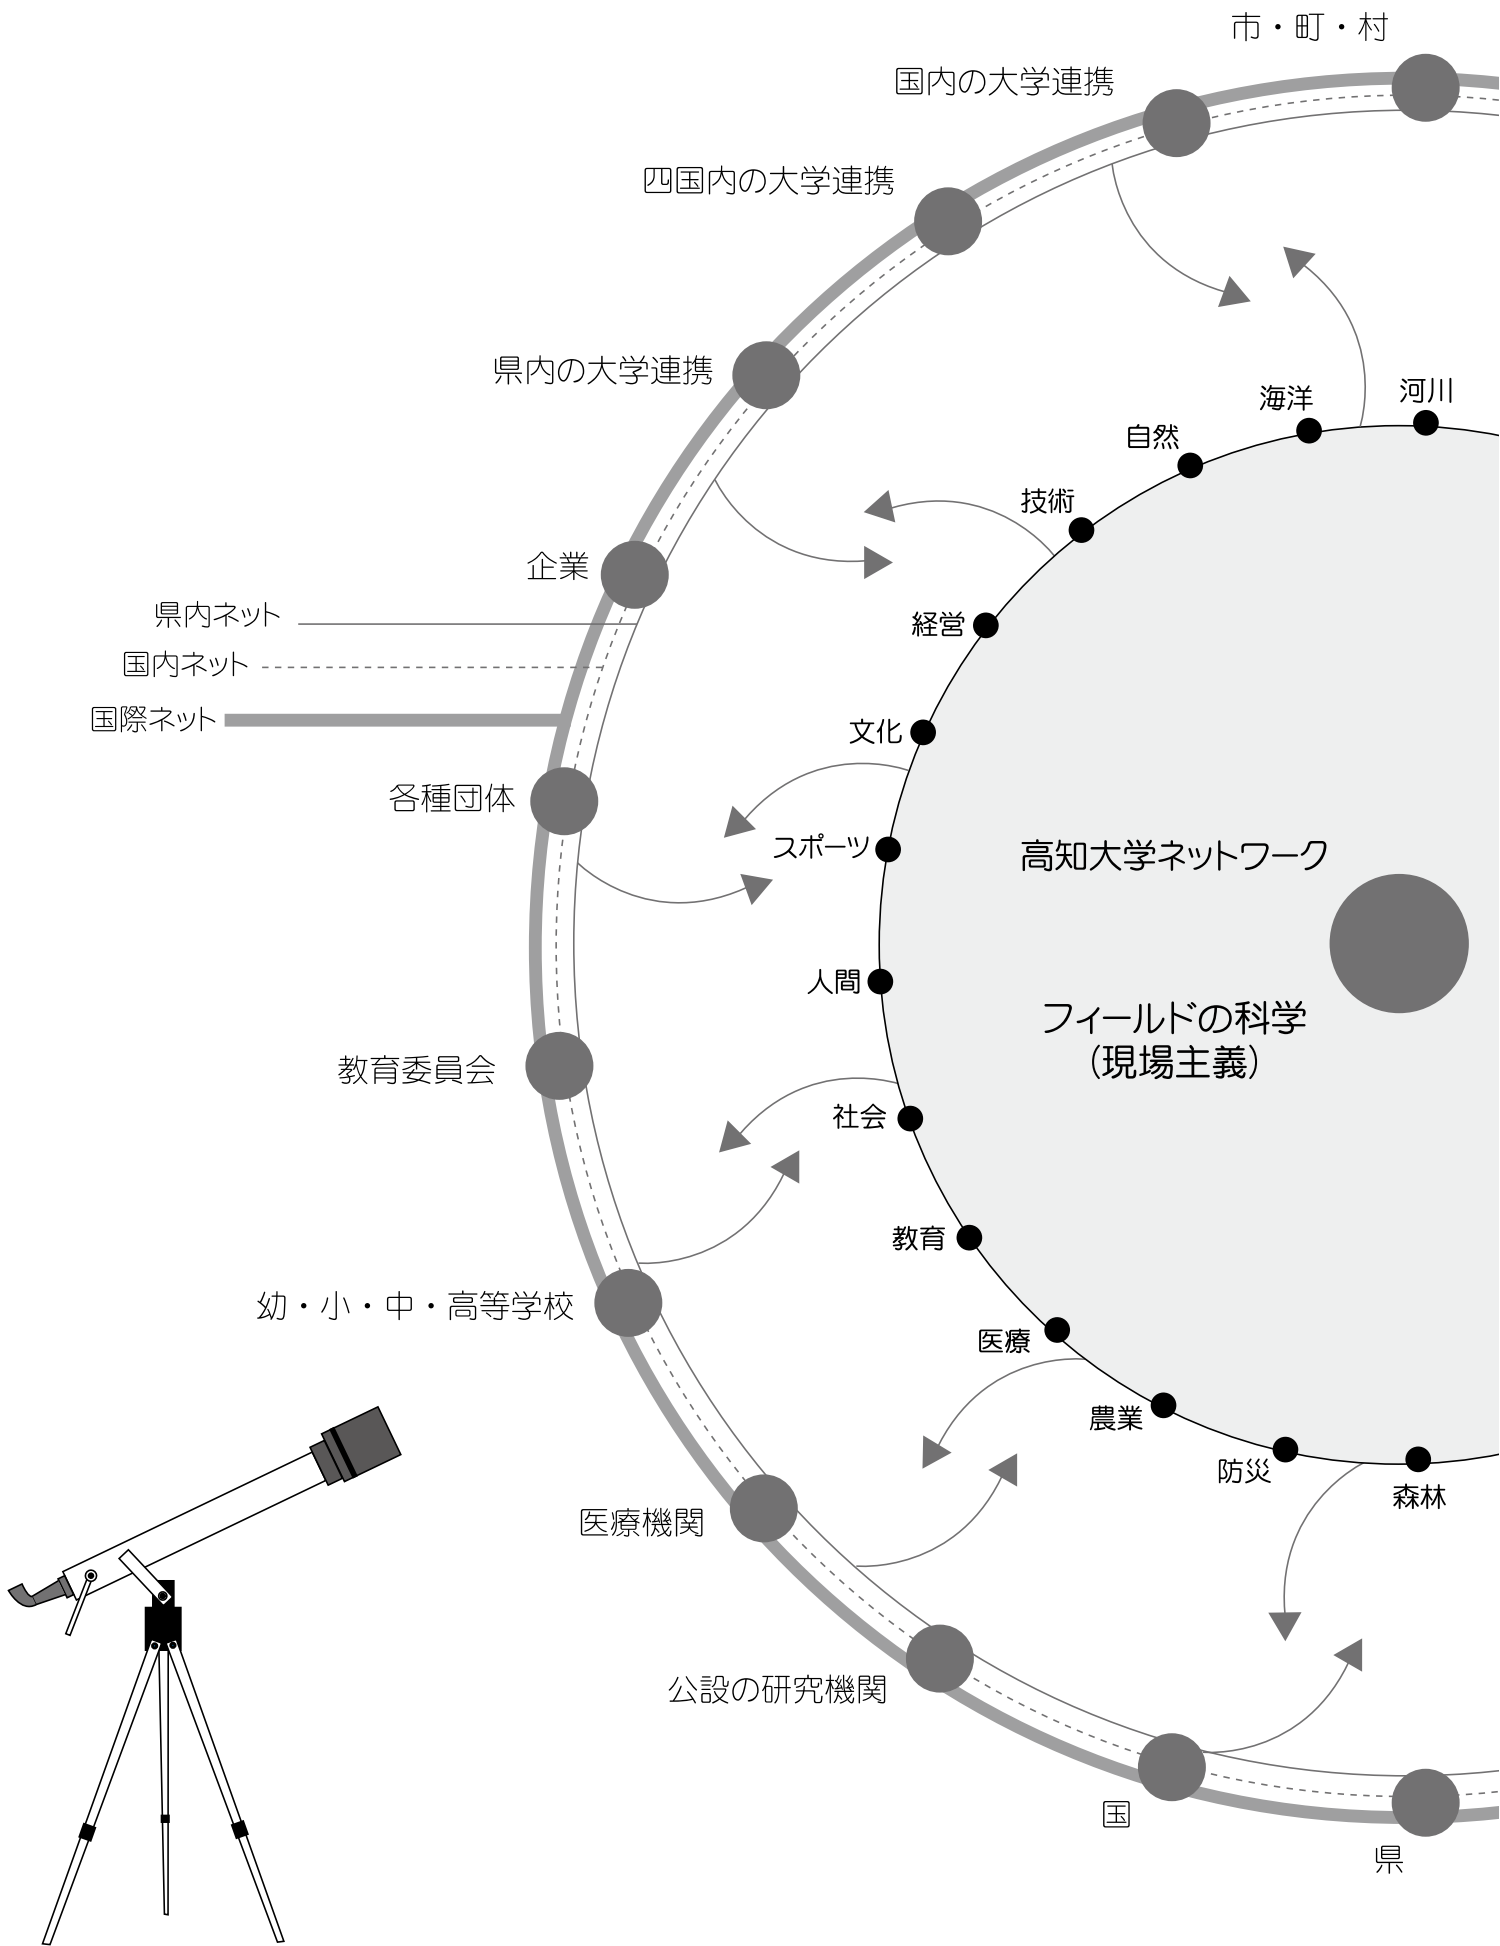 市・町・村
国内の大学連携
四国内の大学連携
県内の大学連携
企業
県内ネット
国内ネット
国際ネット
各種団体
教育委員会
幼・小・中・高等学校
医療機関
公設の研究機関
国
県
河川
海洋
自然
技術
経営
文化
スポーツ
人間
社会
教育
医療
農業
防災
森林
高知大学ネットワーク
フィールドの科学
(現場主義)